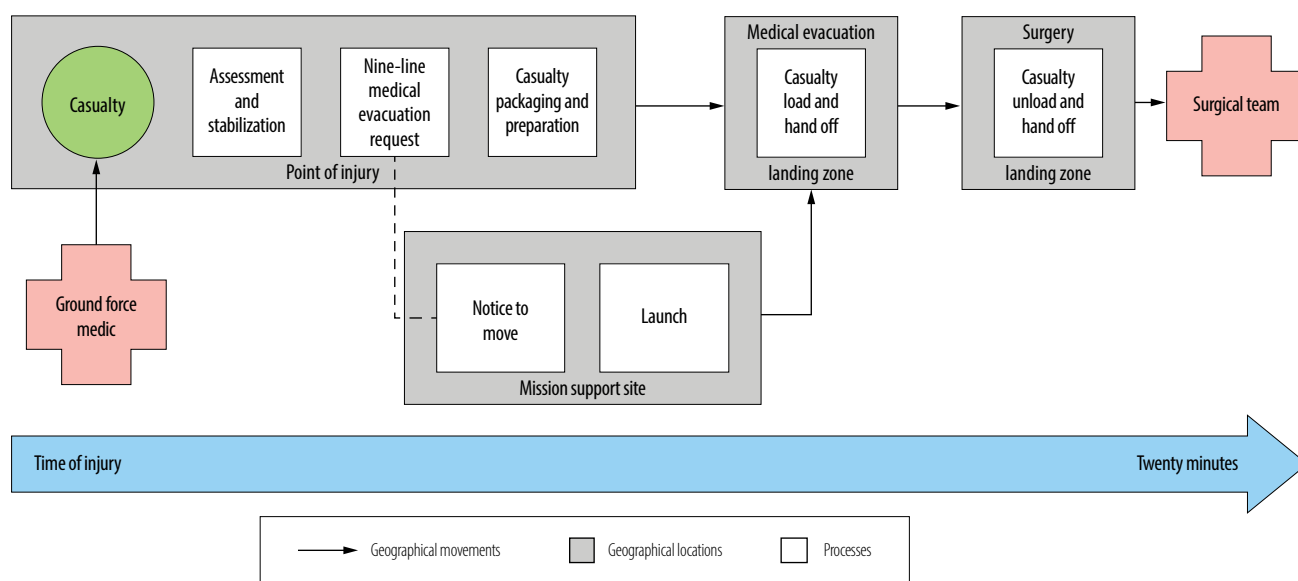 Casualty
Assessment
and
stabilization
Nine-line
medical
evacuation
request
Casualty
packaging and
preparation
Point of injury
Medical evacuation
Casualty
load and
hand off
landing zone
Surgery
Casualty
unload and
hand off
landing zone
Surgical team
Ground force
medic
Notice to
move
Launch
Mission support site
Time of injury
Twenty minutes
Geographical movements
Geographical locations
Processes